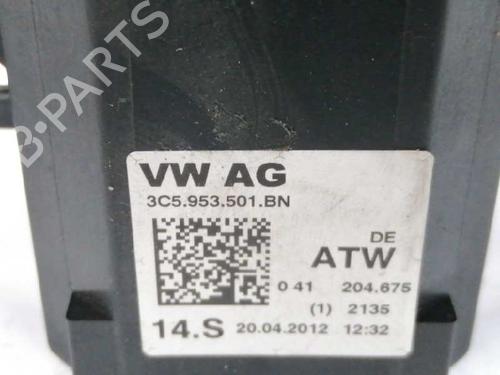 B-PARTS
VW AG
3C5.953.501.BN
DE
ATW
0 41 204.675
(1) 2135
14.S 20.04.2012 12:32